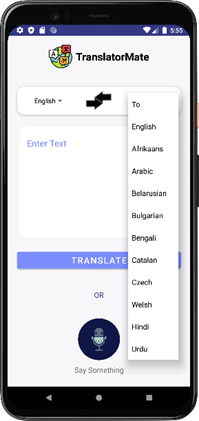 5:55
TranslatorMate
English
To
English
Afrikaans
Arabic
Belarusian
Bulgarian
Bengali
Catalan
Czech
Welsh
Hindi
Urdu
Enter Text
TRANSLATE
OR
Say Something